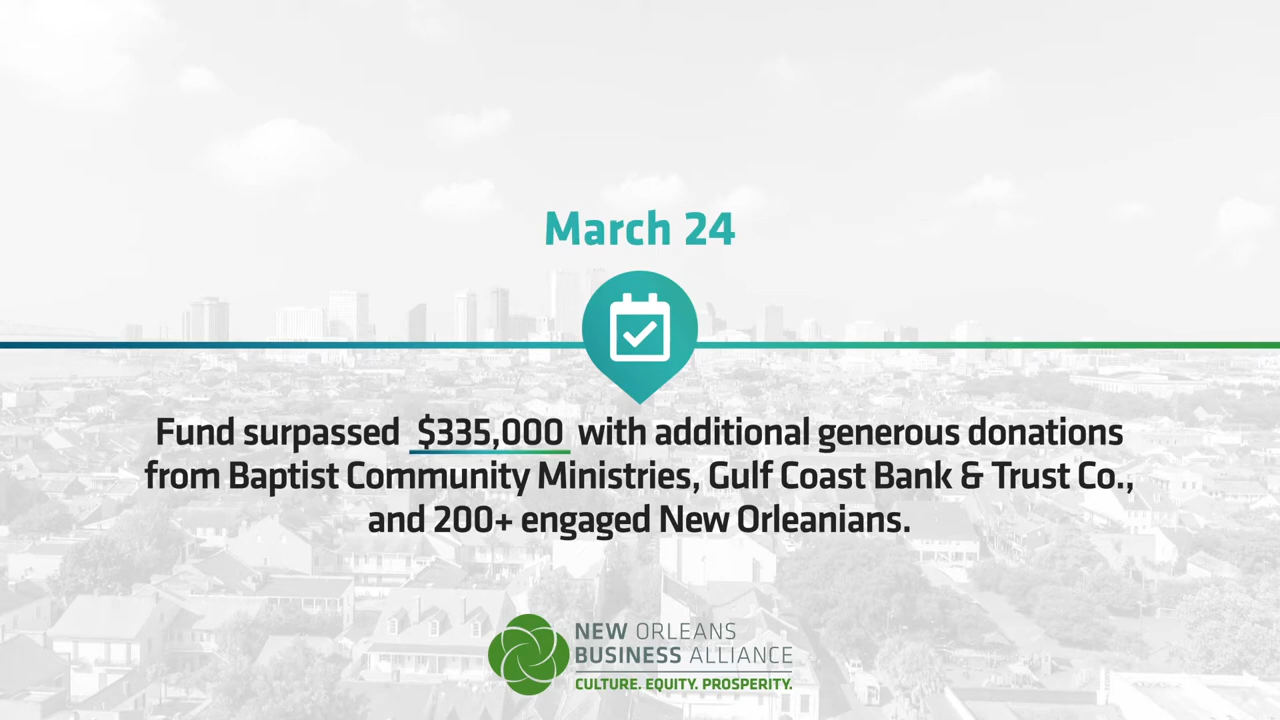 March 24
Fund surpassed $335,000 with additional generous donations
from Baptist Community Ministries, Gulf Coast Bank & Trust Co.,
and 200+ engaged New Orleanians.
NEW ORLEANS
BUSINESS ALLIANCE
CULTURE. EQUITY. PROSPERITY.